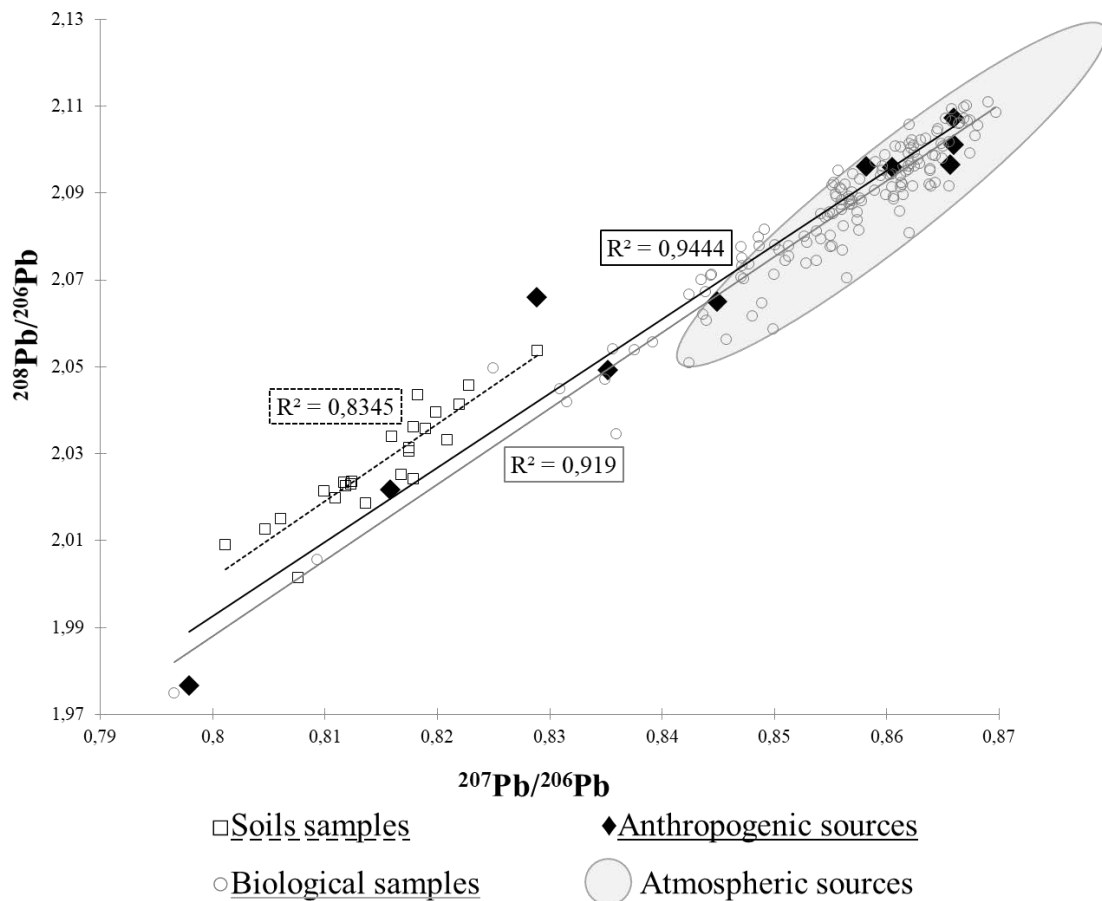 2,13
2,11
2,09
2,07
2,05
2,03
2,01
1,99
1,97
208Pb/206Pb
R² = 0,9444
R² = 0,8345
R² = 0,919
0,79 0,8 0,81 0,82 0,83 0,84 0,85 0,86 0,87
207Pb/206Pb
Soils samples Anthropogenic sources
Biological samples Atmospheric sources